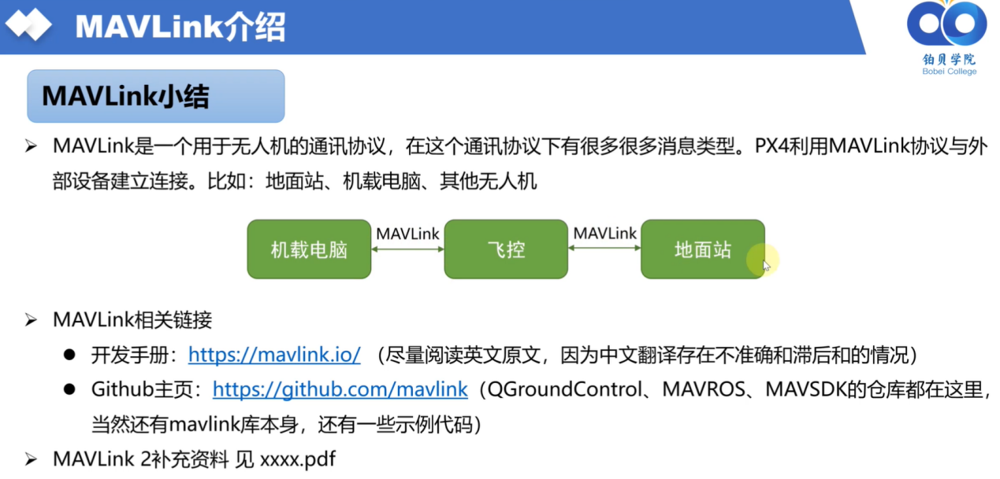 MAVLink介绍
铂贝学院
Bobei College
MAVLink小结
➢ MAVLink是一个用于无人机的通讯协议，在这个通讯协议下有很多很多消息类型。PX4利用MAVLink协议与外
部设备建立连接。比如：地面站、机载电脑、其他无人机
机载电脑
MAVLink
飞控
MAVLink
地面站
➢ MAVLink相关链接
● 开发手册：https://mavlink.io/ （尽量阅读英文原文，因为中文翻译存在不准确和滞后和的情况）
● Github主页：https://github.com/mavlink（QGroundControl、MAVROS、MAVSDK的仓库都在这里，
当然还有mavlink库本身，还有一些示例代码）
➢ MAVLink 2补充资料 见 xxxx.pdf